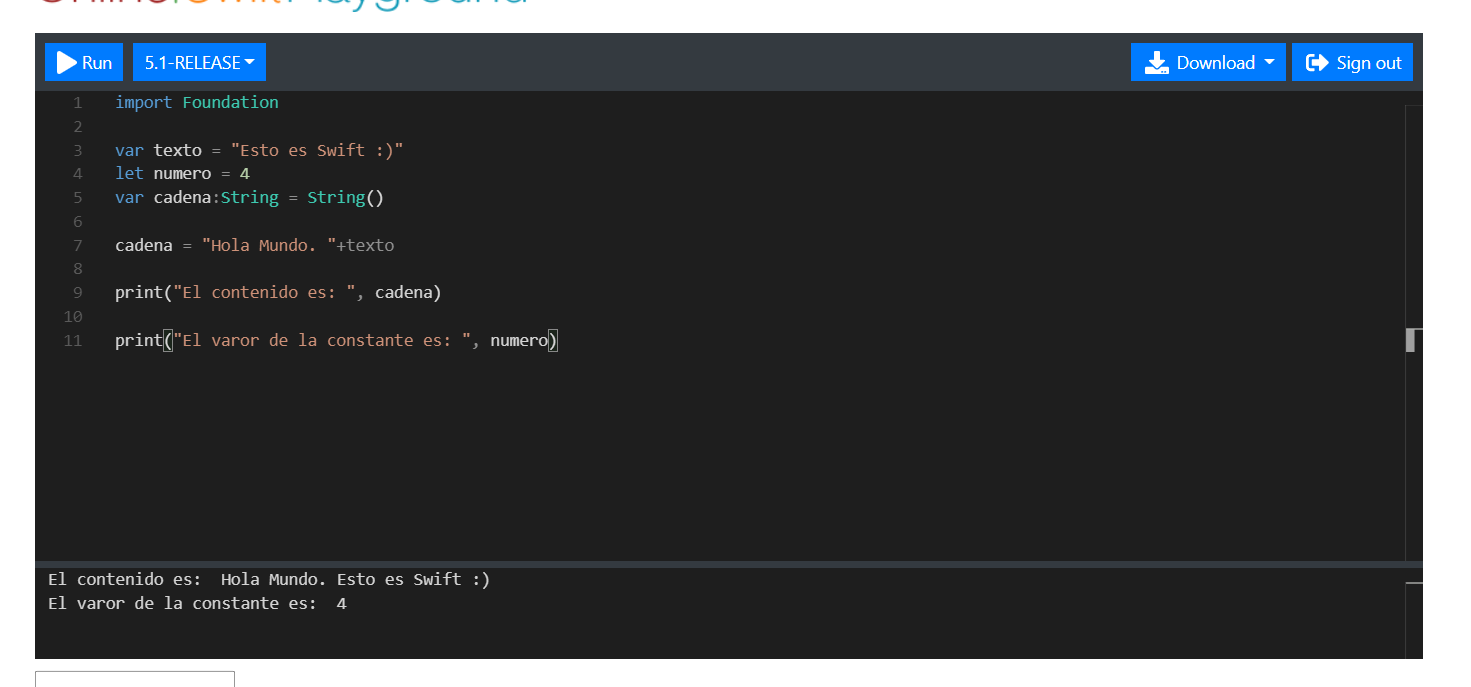 Online.Swift Playground
Run 5.1-RELEASE Download Sign out
1 import Foundation
2
3 var texto = "Esto es Swift :)"
4 let numero = 4
5 var cadena:String = String()
6
7 cadena = "Hola Mundo. "+texto
8
9 print("El contenido es: ", cadena)
10
11 print("El varor de la constante es: ", numero)
El contenido es:  Hola Mundo. Esto es Swift :)
El varor de la constante es:  4